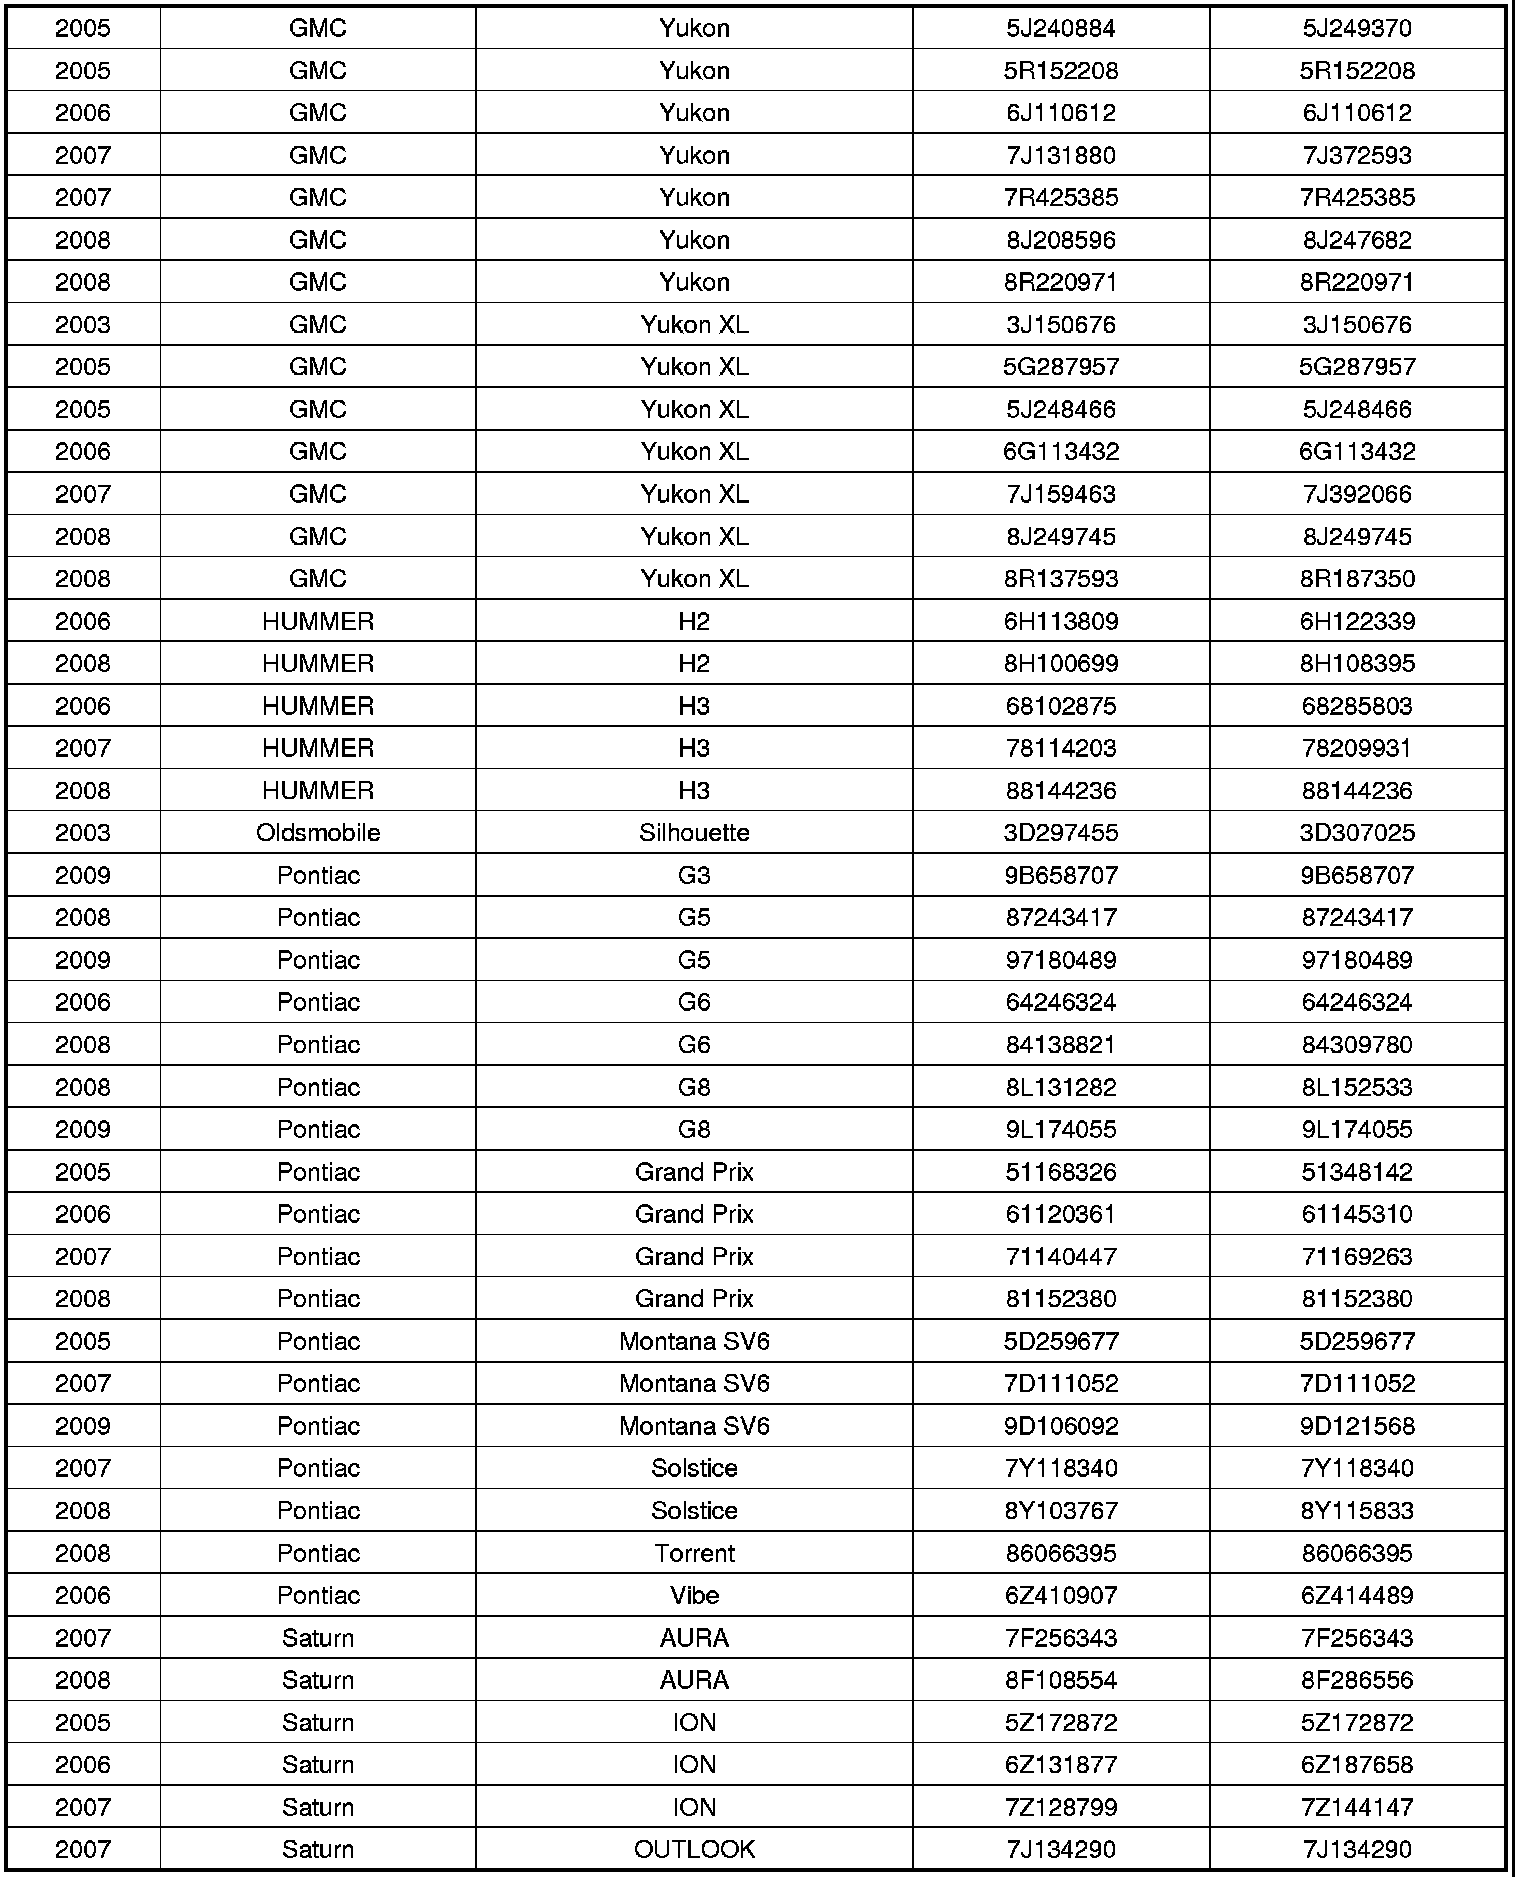 2005 GMC Yukon 5J240884 5J249370
2005 GMC Yukon 5R152208 5R152208
2006 GMC Yukon 6J110612 6J110612
2007 GMC Yukon 7J131880 7J372593
2007 GMC Yukon 7R425385 7R425385
2008 GMC Yukon 8J208596 8J247682
2008 GMC Yukon 8R220971 8R220971
2003 GMC Yukon XL 3J150676 3J150676
2005 GMC Yukon XL 5G287957 5G287957
2005 GMC Yukon XL 5J248466 5J248466
2006 GMC Yukon XL 6G113432 6G113432
2007 GMC Yukon XL 7J159463 7J392066
2008 GMC Yukon XL 8J249745 8J249745
2008 GMC Yukon XL 8R137593 8R187350
2006 HUMMER H2 6H113809 6H122339
2008 HUMMER H2 8H100699 8H108395
2006 HUMMER H3 68102875 68285803
2007 HUMMER H3 78114203 78209931
2008 HUMMER H3 88144236 88144236
2003 Oldsmobile Silhouette 3D297455 3D307025
2009 Pontiac G3 9B658707 9B658707
2008 Pontiac G5 87243417 87243417
2009 Pontiac G5 97180489 97180489
2006 Pontiac G6 64246324 64246324
2008 Pontiac G6 84138821 84309780
2008 Pontiac G8 8L131282 8L152533
2009 Pontiac G8 9L174055 9L174055
2005 Pontiac Grand Prix 51168326 51348142
2006 Pontiac Grand Prix 61120361 61145310
2007 Pontiac Grand Prix 71140447 71169263
2008 Pontiac Grand Prix 81152380 81152380
2005 Pontiac Montana SV6 5D259677 5D259677
2007 Pontiac Montana SV6 7D111052 7D111052
2009 Pontiac Montana SV6 9D106092 9D121568
2007 Pontiac Solstice 7Y118340 7Y118340
2008 Pontiac Solstice 8Y103767 8Y115833
2008 Pontiac Torrent 86066395 86066395
2006 Pontiac Vibe 6Z410907 6Z414489
2007 Saturn AURA 7F256343 7F256343
2008 Saturn AURA 8F108554 8F286556
2005 Saturn ION 5Z172872 5Z172872
2006 Saturn ION 6Z131877 6Z187658
2007 Saturn ION 7Z128799 7Z144147
2007 Saturn OUTLOOK 7J134290 7J134290